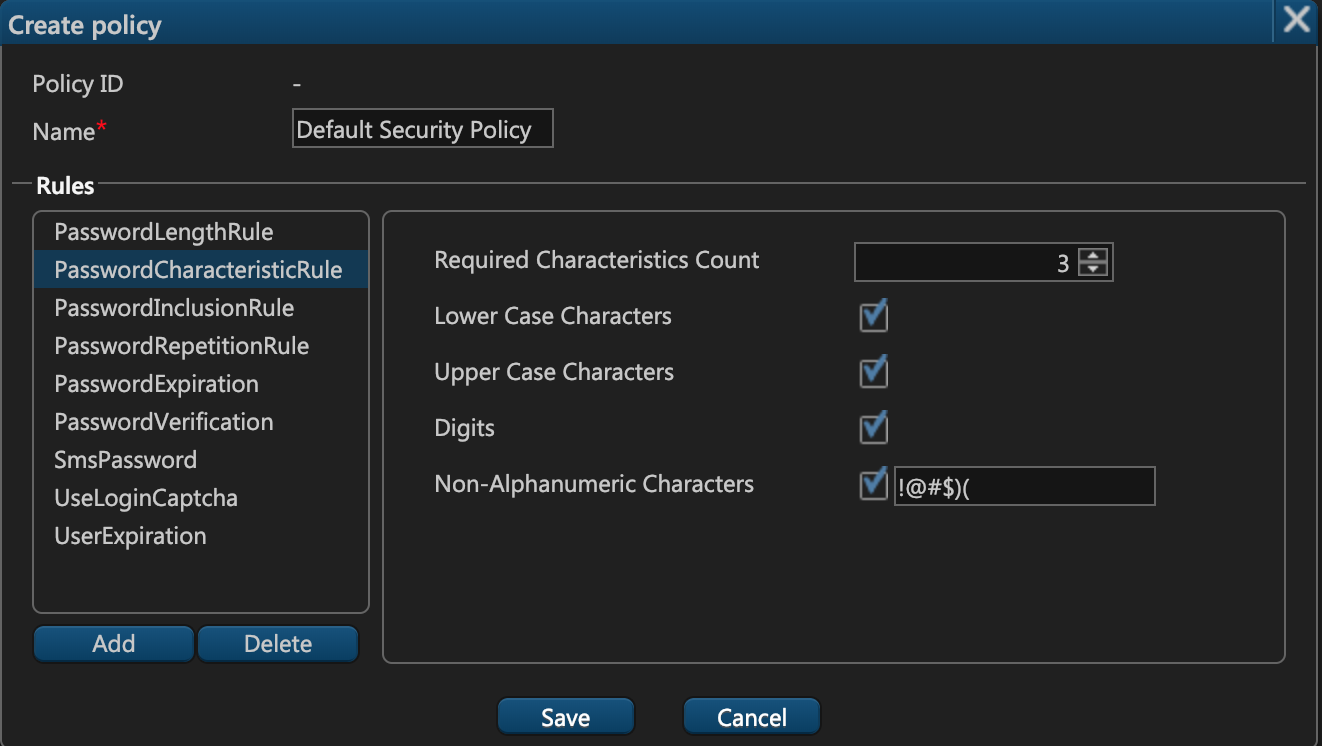 Create policy
Policy ID -
Name* Default Security Policy
Rules
PasswordLengthRule
PasswordCharacteristicRule
PasswordInclusionRule
PasswordRepetitionRule
PasswordExpiration
PasswordVerification
SmsPassword
UseLoginCaptcha
UserExpiration
Add Delete
Required Characteristics Count 3
Lower Case Characters
Upper Case Characters
Digits
Non-Alphanumeric Characters !@#$)(
Save Cancel